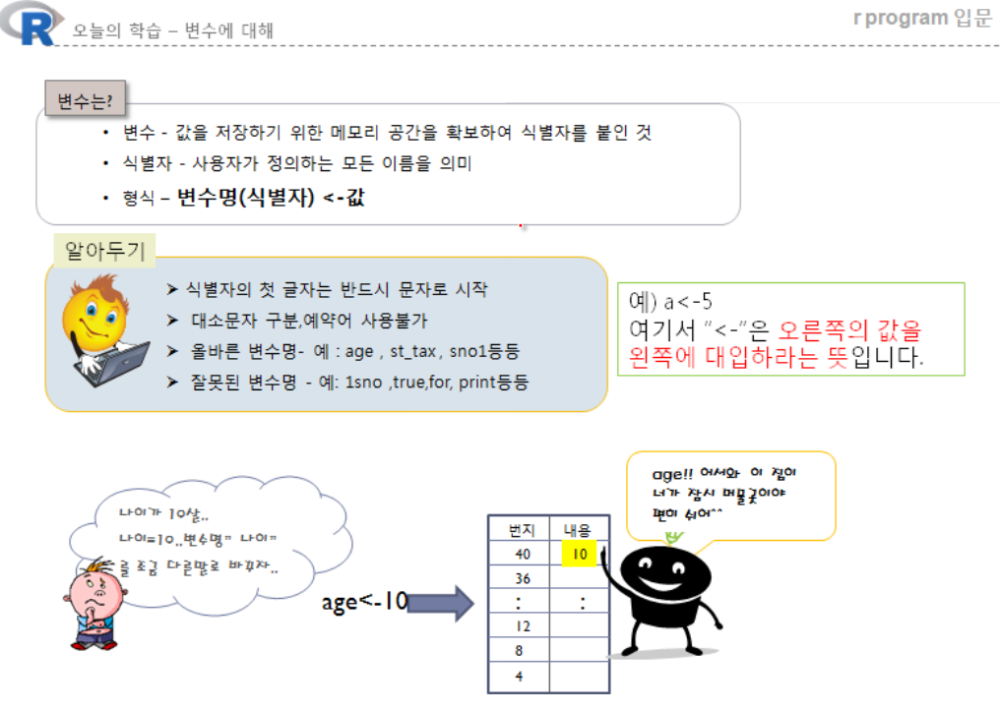 R 오늘의 학습 – 변수에 대해
r program 입문
변수는?
• 변수 - 값을 저장하기 위한 메모리 공간을 확보하여 식별자를 붙인 것
• 식별자 - 사용자가 정의하는 모든 이름을 의미
• 형식 – 변수명(식별자) <-값
알아두기
➢ 식별자의 첫 글자는 반드시 문자로 시작
➢ 대소문자 구분,예약어 사용불가
➢ 올바른 변수명- 예 : age , st_tax , sno1등등
➢ 잘못된 변수명 - 예: 1sno ,true,for, print등등
예) a<-5
여기서 “<-”은 오른쪽의 값을
왼쪽에 대입하라는 뜻입니다.
나이가 10살..
나이=10..변수명” 나이”
를 조금 다른말로 바꾸자..
age<-10
번지 내용
40 10
36
: :
12
8
4
age!! 어서와 이 집이
너가 잠시 머물곳이야
편히 쉬어^^